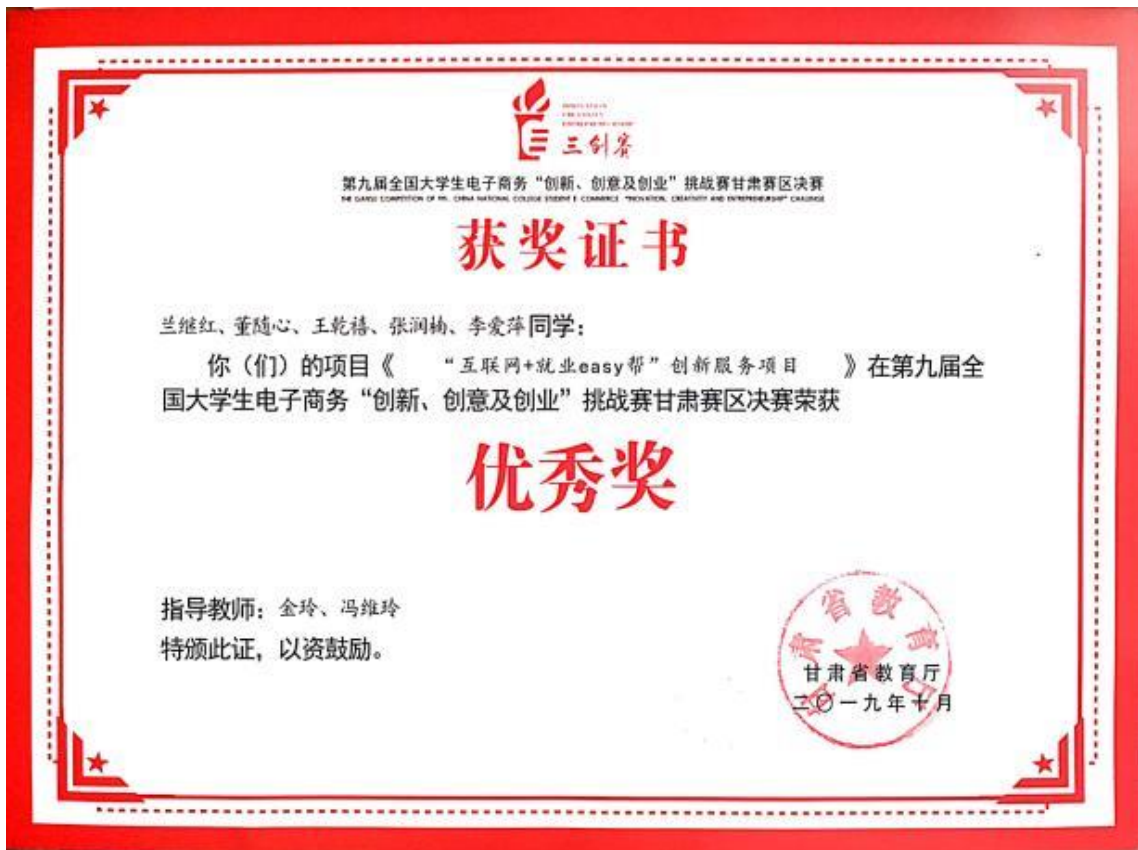 三创赛
第九届全国大学生电子商务“创新、创意及创业”挑战赛甘肃赛区决赛
获奖证书
兰继红、董随心、王乾禧、张润楠、李爱萍同学：
你（们）的项目《 “互联网+就业easy帮”创新服务项目 》在第九届全
国大学生电子商务“创新、创意及创业”挑战赛甘肃赛区决赛荣获
优秀奖
指导教师：金玲、冯维玲
特颁此证，以资鼓励。
甘肃省教育厅
甘肃省教育厅
二〇一九年十月